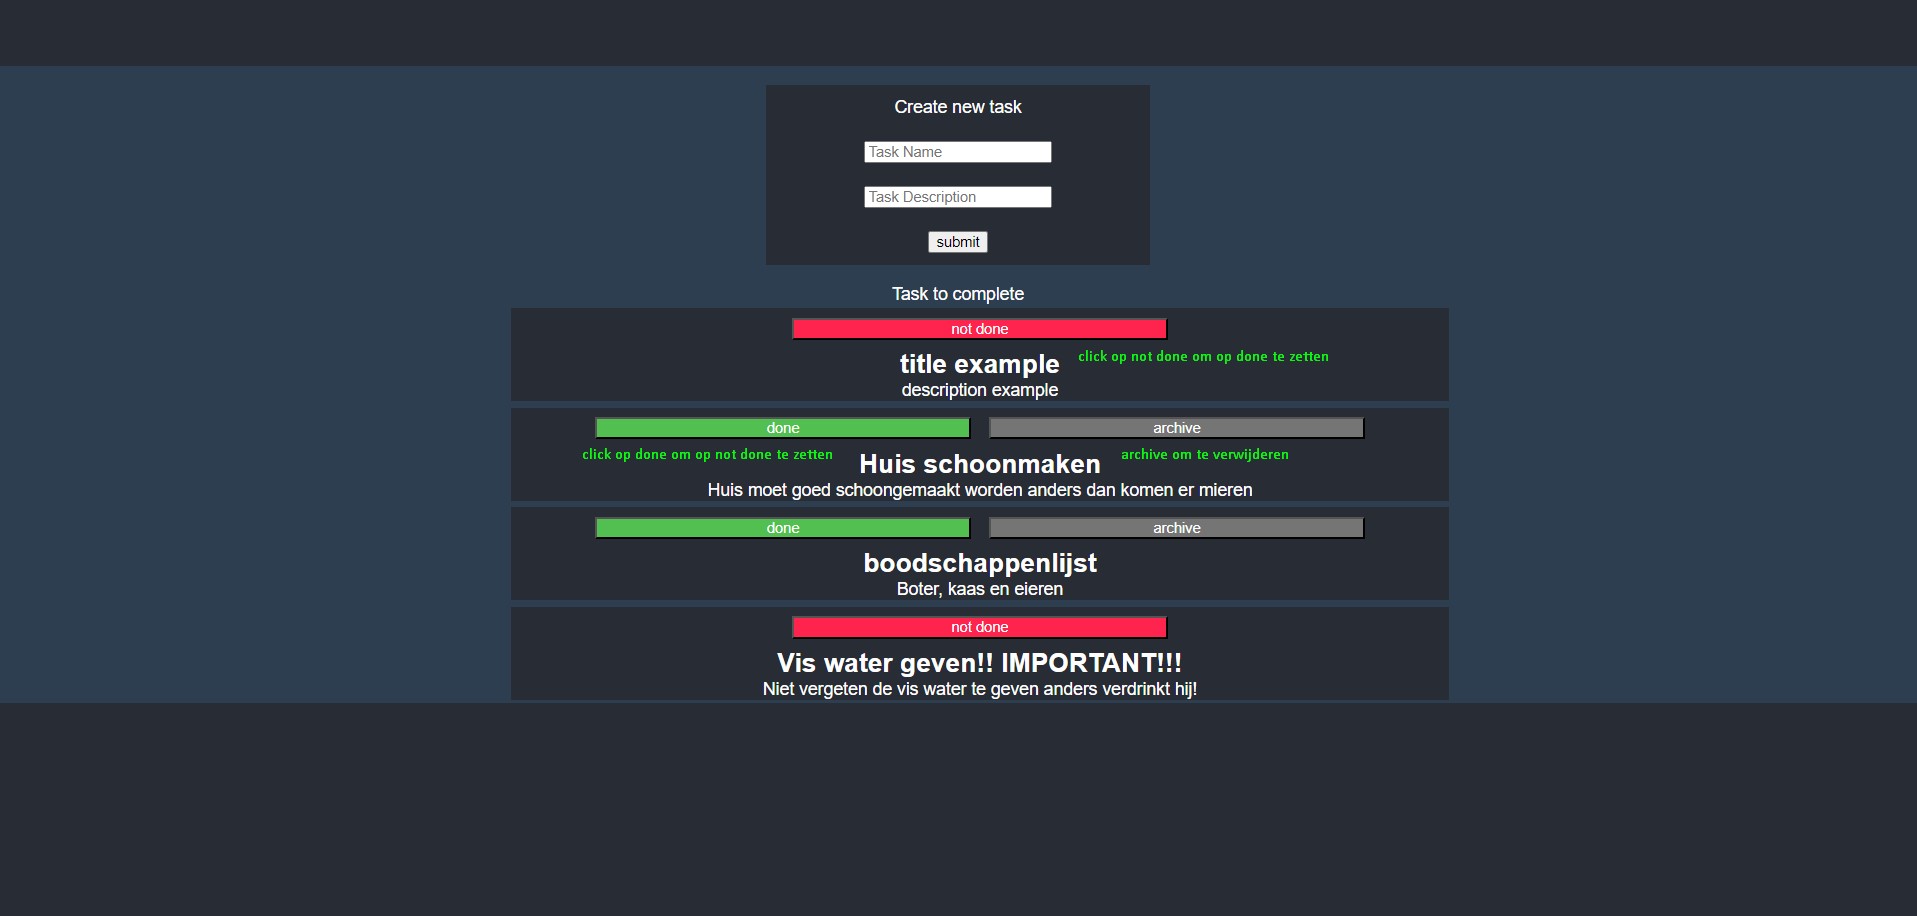 Create new task
Task Name
Task Description
submit
Task to complete
not done
title example
click op not done om op done te zetten
description example
done
archive
click op done om op not done te zetten
Huis schoonmaken
archive om te verwijderen
Huis moet goed schoongemaakt worden anders dan komen er mieren
done
archive
boodschappenlijst
Boter, kaas en eieren
not done
Vis water geven!! IMPORTANT!!!
Niet vergeten de vis water te geven anders verdrinkt hij!